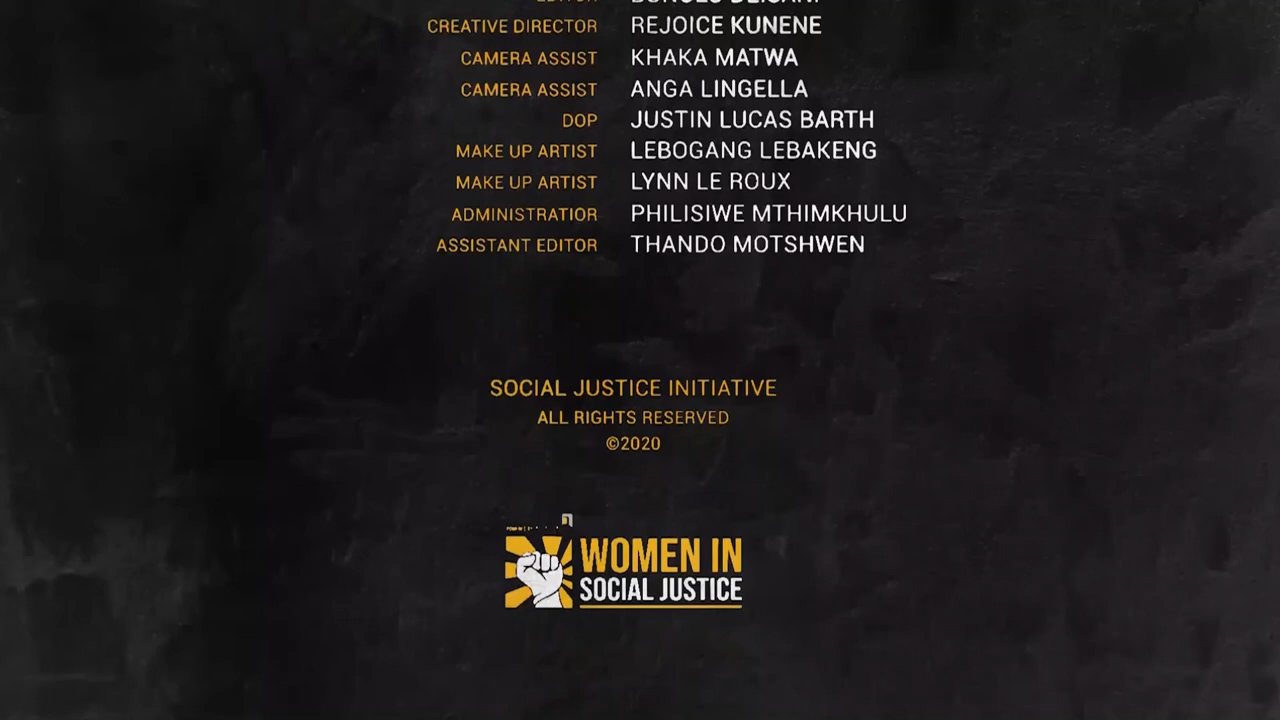 CREATIVE DIRECTOR REJOICE KUNENE
CAMERA ASSIST KHAKA MATWA
CAMERA ASSIST ANGA LINGELLA
DOP JUSTIN LUCAS BARTH
MAKE UP ARTIST LEBOGANG LEBAKENG
MAKE UP ARTIST LYNN LE ROUX
ADMINISTRATIOR PHILISIWE MTHIMKHULU
ASSISTANT EDITOR THANDO MOTSHWEN
SOCIAL JUSTICE INITIATIVE
ALL RIGHTS RESERVED
©2020
WOMEN IN
SOCIAL JUSTICE